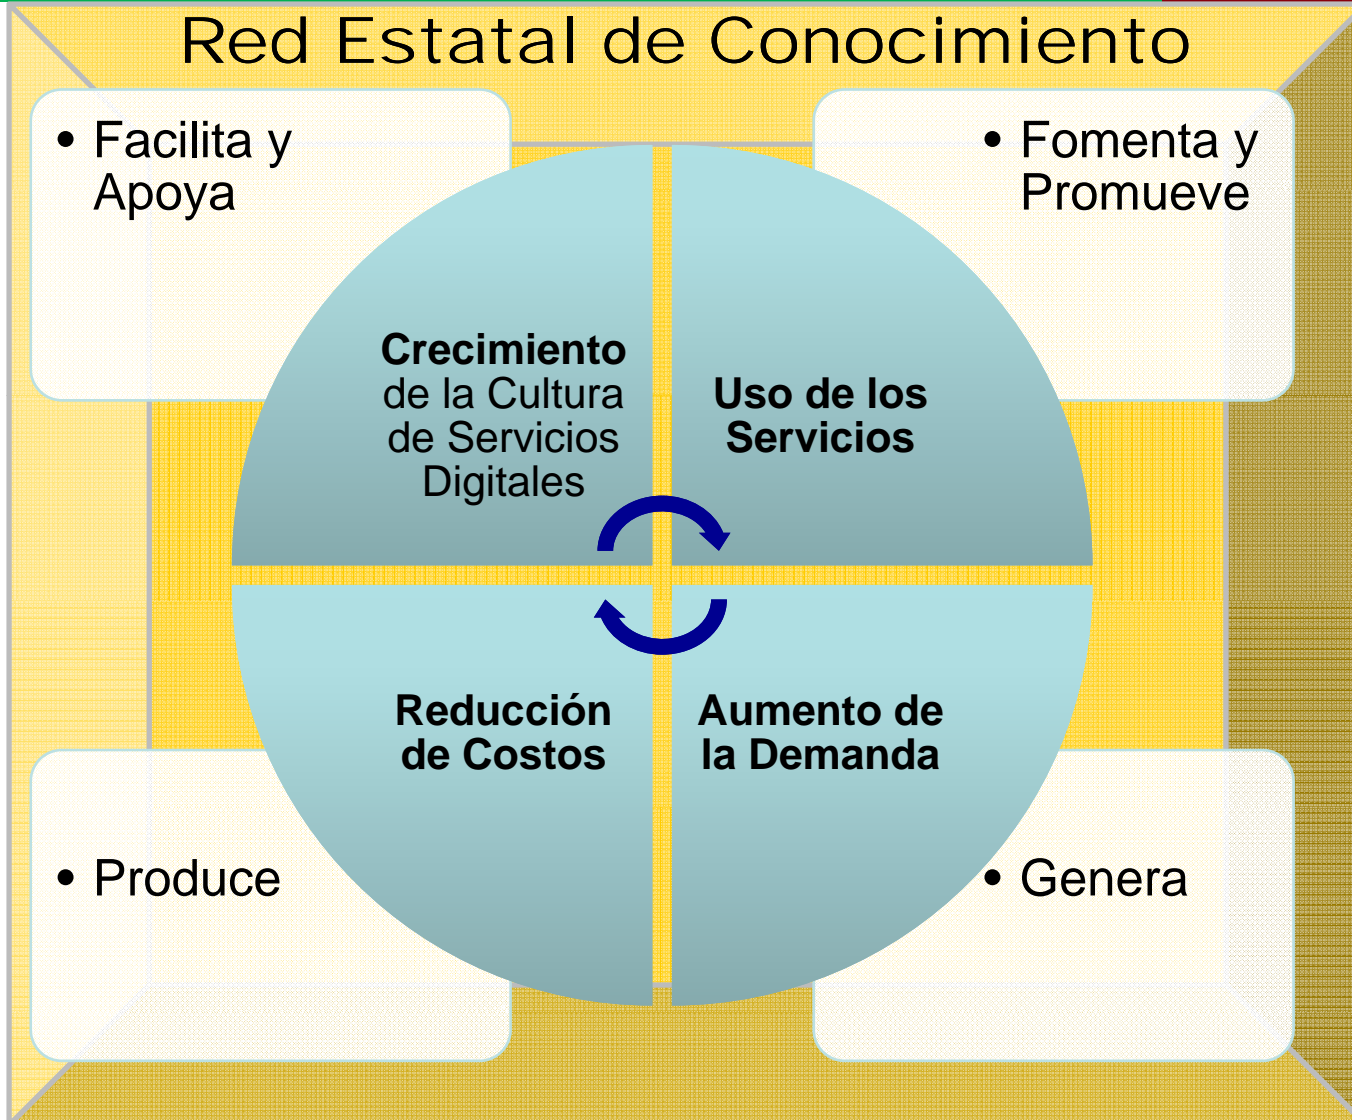 Red Estatal de Conocimiento
• Facilita y
Apoya
• Fomenta y
Promueve
Crecimiento
de la Cultura
de Servicios
Digitales
Uso de los
Servicios
Reducción
de Costos
Aumento de
la Demanda
• Produce
• Genera